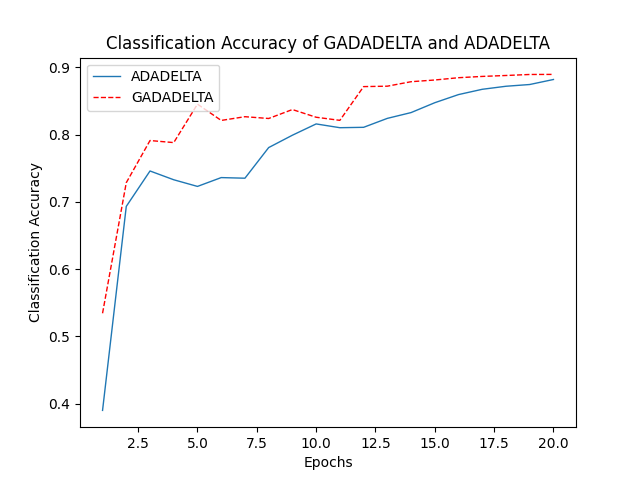 Classification Accuracy of GADADELTA and ADADELTA
ADADELTA
GADADELTA
Classification Accuracy
0.9
0.8
0.7
0.6
0.5
0.4
2.5 5.0 7.5 10.0 12.5 15.0 17.5 20.0
Epochs